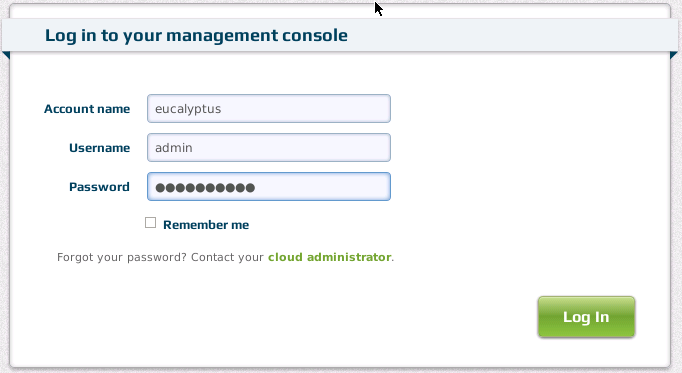 Log in to your management console
Account name eucalyptus
Username admin
Password ●●●●●●●●●●
Remember me
Forgot your password? Contact your cloud administrator.
Log In